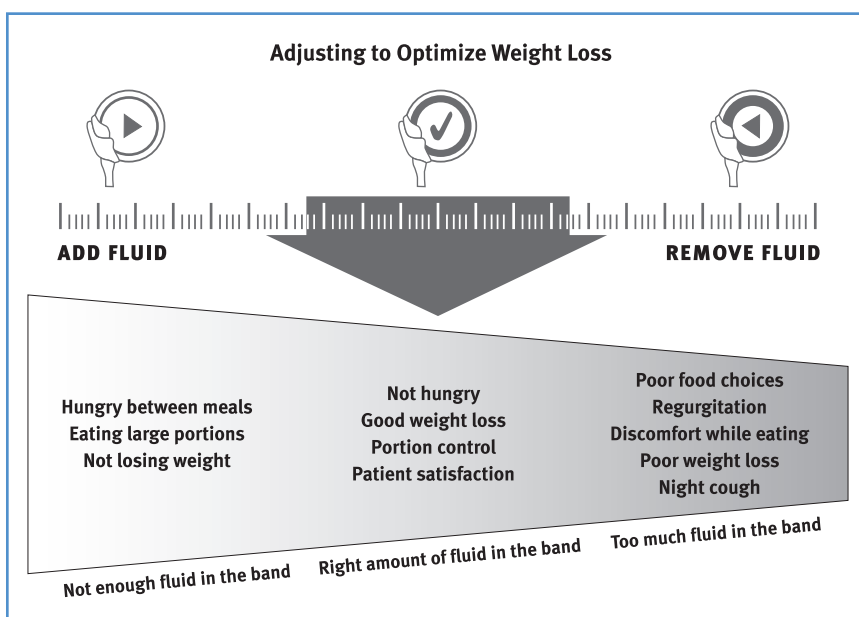 Adjusting to Optimize Weight Loss
ADD FLUID
REMOVE FLUID
Hungry between meals
Eating large portions
Not losing weight
Not hungry
Good weight loss
Portion control
Patient satisfaction
Poor food choices
Regurgitation
Discomfort while eating
Poor weight loss
Night cough
Not enough fluid in the band
Right amount of fluid in the band
Too much fluid in the band